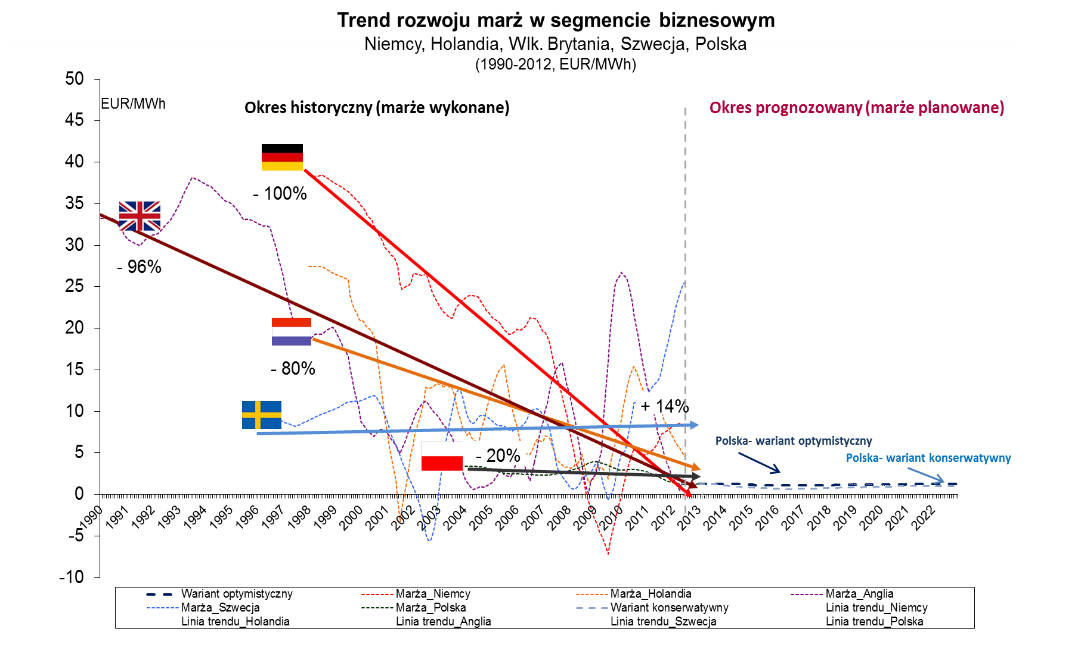 Trend rozwoju marż w segmencie biznesowym
Niemcy, Holandia, Wlk. Brytania, Szwecja, Polska
(1990-2012, EUR/MWh)
50
EUR/MWh
Okres historyczny (marże wykonane)
Okres prognozowany (marże planowane)
45
40
- 100%
35
30
- 96%
25
20
- 80%
15
10
+ 14%
Polska- wariant optymistyczny
- 20%
Polska- wariant konserwatywny
5
0
1990 1991 1992 1993 1994 1995 1996 1997 1998 1999 2000 2001 2002 2003 2004 2005 2006 2007 2008 2009 2010 2011 2012 2013 2014 2015 2016 2017 2018 2019 2020 2021 2022
-5
-10
Wariant optymistyczny Marża_Niemcy Marża_Holandia Marża_Anglia
Marża_Szwecja Marża_Polska Wariant konserwatywny Linia trendu_Niemcy
Linia trendu_Holandia Linia trendu_Anglia Linia trendu_Szwecja Linia trendu_Polska